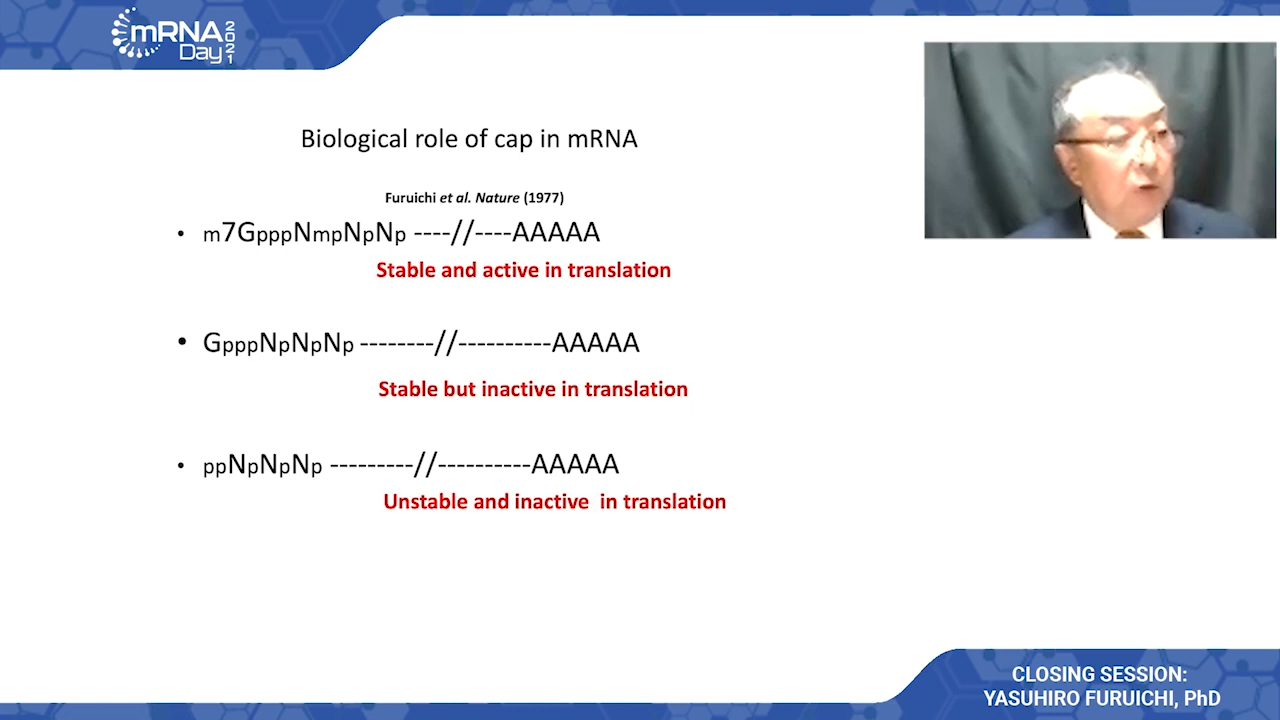 mRNA
Day
2021
Biological role of cap in mRNA
Furuichi et al. Nature (1977)
• m7GpppNmpNpNp ----//----AAAAA
Stable and active in translation
• GpppNpNpNp --------//----------AAAAA
Stable but inactive in translation
• ppNpNpNp ---------//----------AAAAA
Unstable and inactive in translation
CLOSING SESSION:
YASUHIRO FURUICHI, PhD